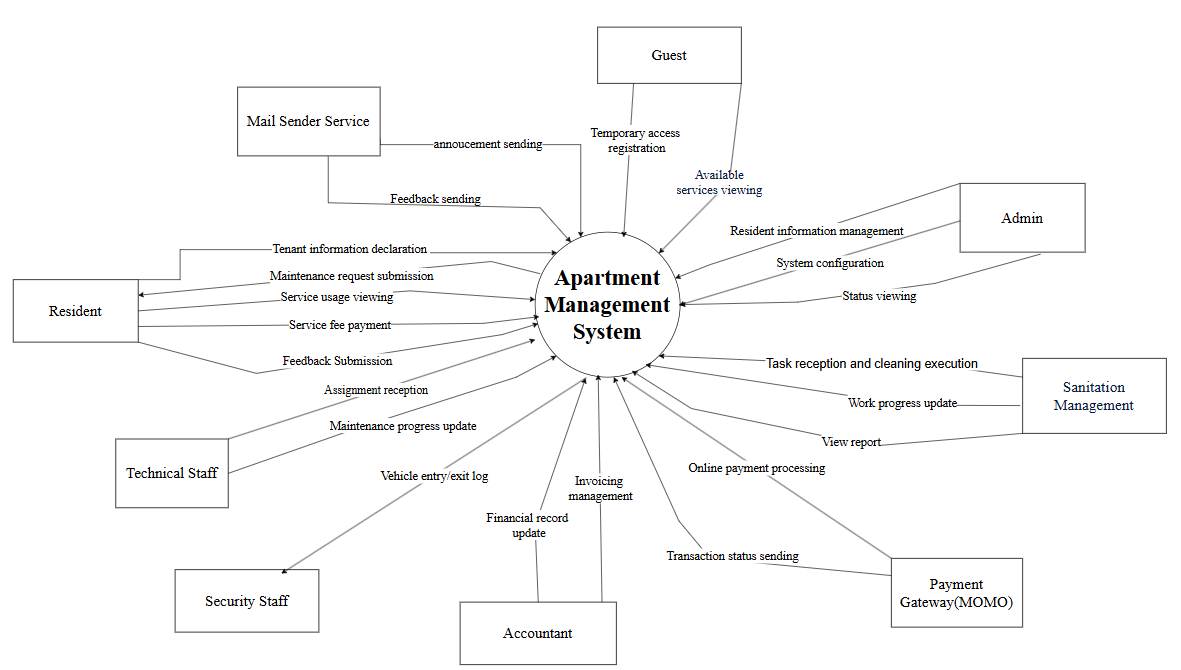 Guest
Mail Sender Service
annoucement sending
Temporary access
registration
Available
services viewing
Feedback sending
Admin
Resident information management
Tenant information declaration
System configuration
Maintenance request submission
Service usage viewing
Status viewing
Resident
Service fee payment
Apartment
Management
System
Feedback Submission
Task reception and cleaning execution
Assignment reception
Sanitation
Management
Work progress update
Maintenance progress update
View report
Technical Staff
Vehicle entry/exit log
Online payment processing
Invoicing
management
Financial record
update
Transaction status sending
Security Staff
Payment
Gateway(MOMO)
Accountant